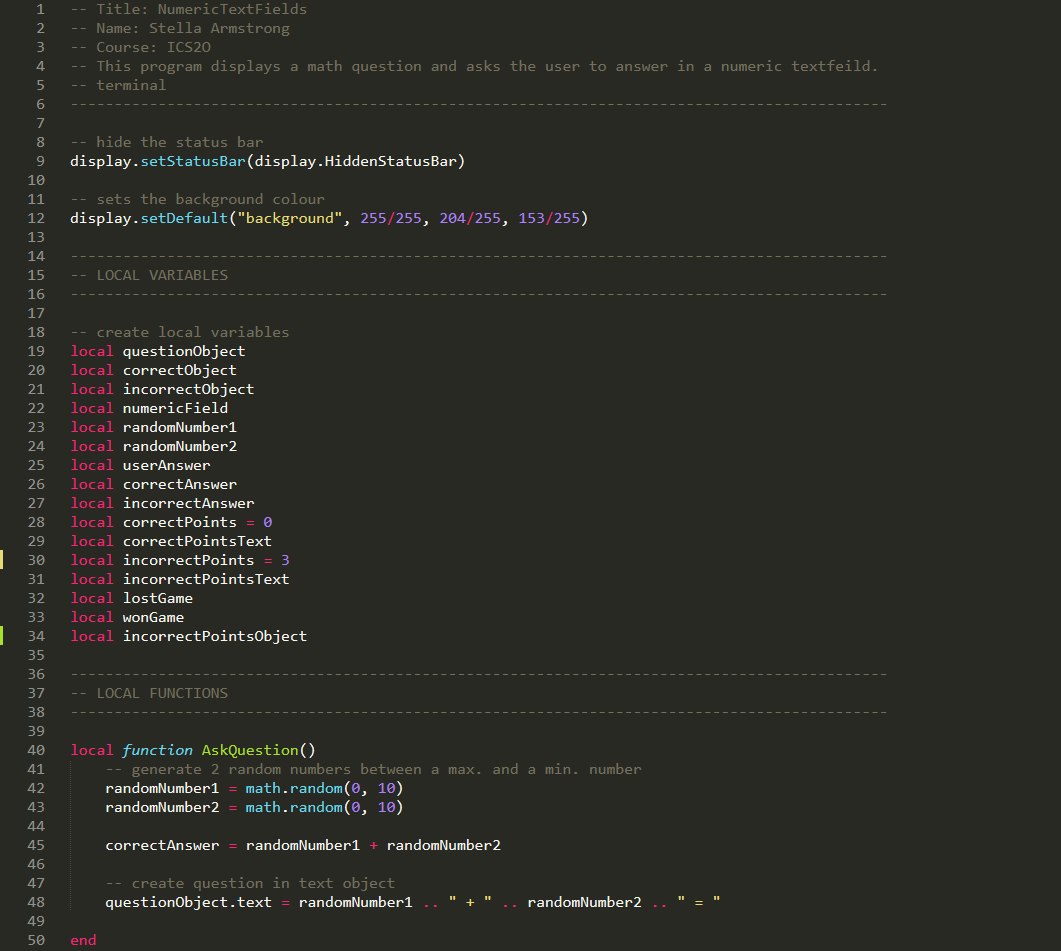 1 -- Title: NumericTextFields
2 -- Name: Stella Armstrong
3 -- Course: ICS2O
4 -- This program displays a math question and asks the user to answer in a numeric textfeild.
5 -- terminal
6 ---------------------------------------------------------------------------------------------
7
8 -- hide the status bar
9 display.setStatusBar(display.HiddenStatusBar)
10
11 -- sets the background colour
12 display.setDefault("background", 255/255, 204/255, 153/255)
13
14 ---------------------------------------------------------------------------------------------
15 -- LOCAL VARIABLES
16 ---------------------------------------------------------------------------------------------
17
18 -- create local variables
19 local questionObject
20 local correctObject
21 local incorrectObject
22 local numericField
23 local randomNumber1
24 local randomNumber2
25 local userAnswer
26 local correctAnswer
27 local incorrectAnswer
28 local correctPoints = 0
29 local correctPointsText
30 local incorrectPoints = 3
31 local incorrectPointsText
32 local lostGame
33 local wonGame
34 local incorrectPointsObject
35
36 ---------------------------------------------------------------------------------------------
37 -- LOCAL FUNCTIONS
38 ---------------------------------------------------------------------------------------------
39
40 local function AskQuestion()
41 -- generate 2 random numbers between a max. and a min. number
42 randomNumber1 = math.random(0, 10)
43 randomNumber2 = math.random(0, 10)
44
45 correctAnswer = randomNumber1 + randomNumber2
46
47 -- create question in text object
48 questionObject.text = randomNumber1 .. " + " .. randomNumber2 .. " = "
49
50 end